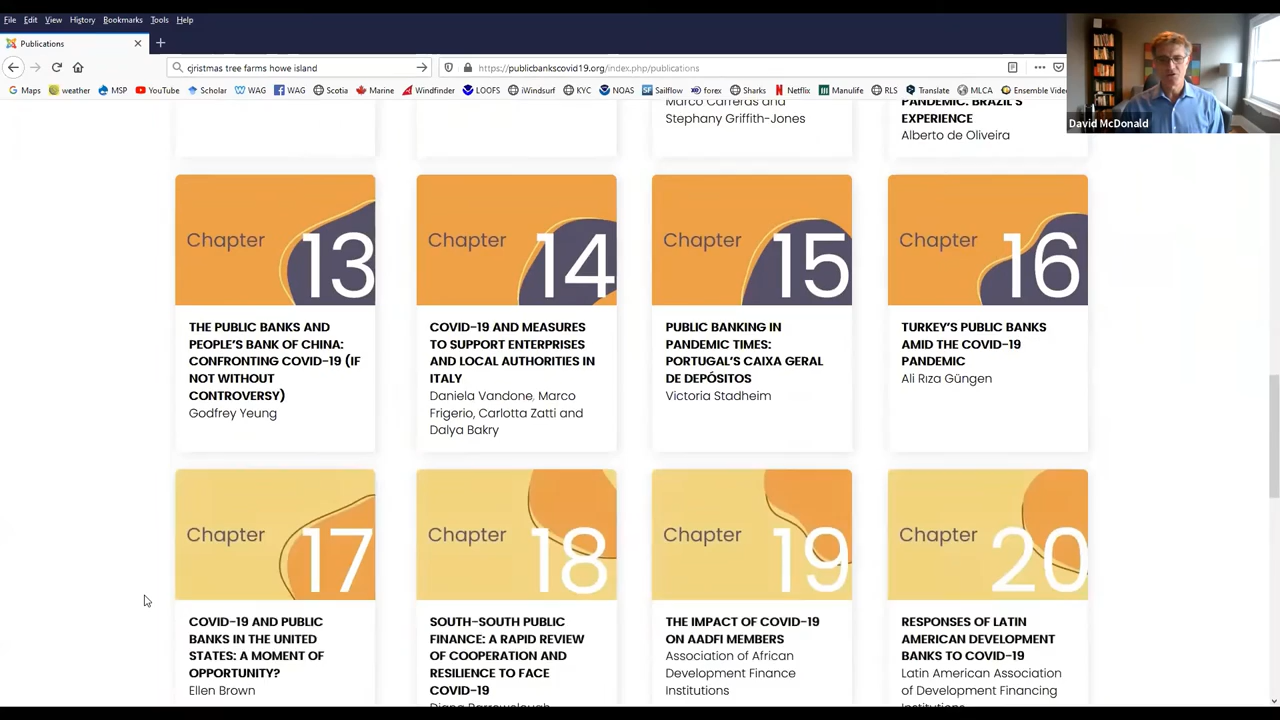 File Edit View History Bookmarks Tools Help
Publications
cjristmas tree farms howe island
https://publicbankscovid19.org/index.php/publications
Maps weather MSP YouTube Scholar WAG WAG Scotia Marine Windfinder LOOFS iWindsurf KYC NOAS Sailflow forex Sharks Netflix Manulife RLS Translate MLCA Ensemble Video
David McDonald
Marco Carreras and
Stephany Griffith-Jones
PANDEMIC: BRAZIL'S
EXPERIENCE
Alberto de Oliveira
Chapter 13
THE PUBLIC BANKS AND
PEOPLE'S BANK OF CHINA:
CONFRONTING COVID-19 (IF
NOT WITHOUT
CONTROVERSY)
Godfrey Yeung
Chapter 14
COVID-19 AND MEASURES
TO SUPPORT ENTERPRISES
AND LOCAL AUTHORITIES IN
ITALY
Daniela Vandone, Marco
Frigerio, Carlotta Zatti and
Dalya Bakry
Chapter 15
PUBLIC BANKING IN
PANDEMIC TIMES:
PORTUGAL'S CAIXA GERAL
DE DEPÓSITOS
Victoria Stadheim
Chapter 16
TURKEY'S PUBLIC BANKS
AMID THE COVID-19
PANDEMIC
Ali Rıza Güngen
Chapter 17
COVID-19 AND PUBLIC
BANKS IN THE UNITED
STATES: A MOMENT OF
OPPORTUNITY?
Ellen Brown
Chapter 18
SOUTH-SOUTH PUBLIC
FINANCE: A RAPID REVIEW
OF COOPERATION AND
RESILIENCE TO FACE
COVID-19
Chapter 19
THE IMPACT OF COVID-19
ON AADFI MEMBERS
Association of African
Development Finance
Institutions
Chapter 20
RESPONSES OF LATIN
AMERICAN DEVELOPMENT
BANKS TO COVID-19
Latin American Association
of Development Financing